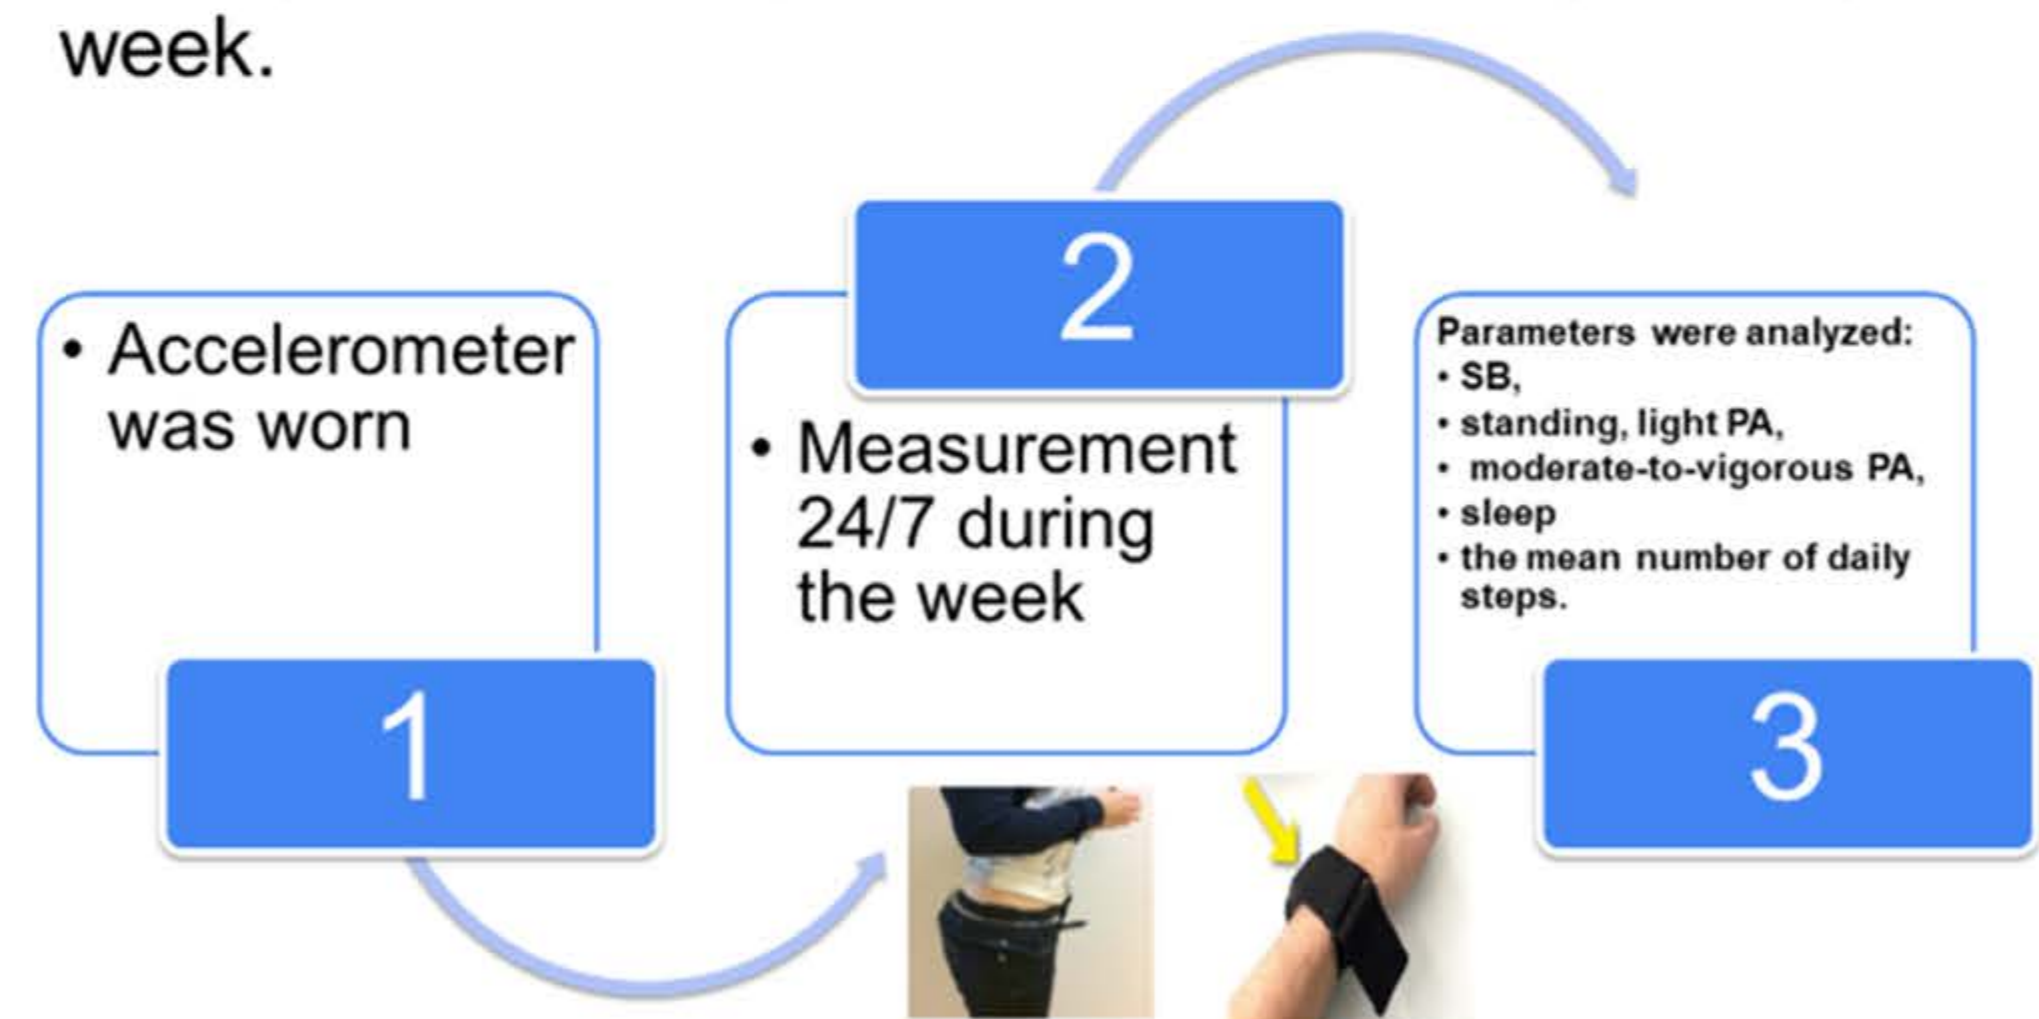 week.
• Accelerometer
was worn
1
2
• Measurement
24/7 during
the week
Parameters were analyzed:
• SB,
• standing, light PA,
• moderate-to-vigorous PA,
• sleep
• the mean number of daily
steps.
3